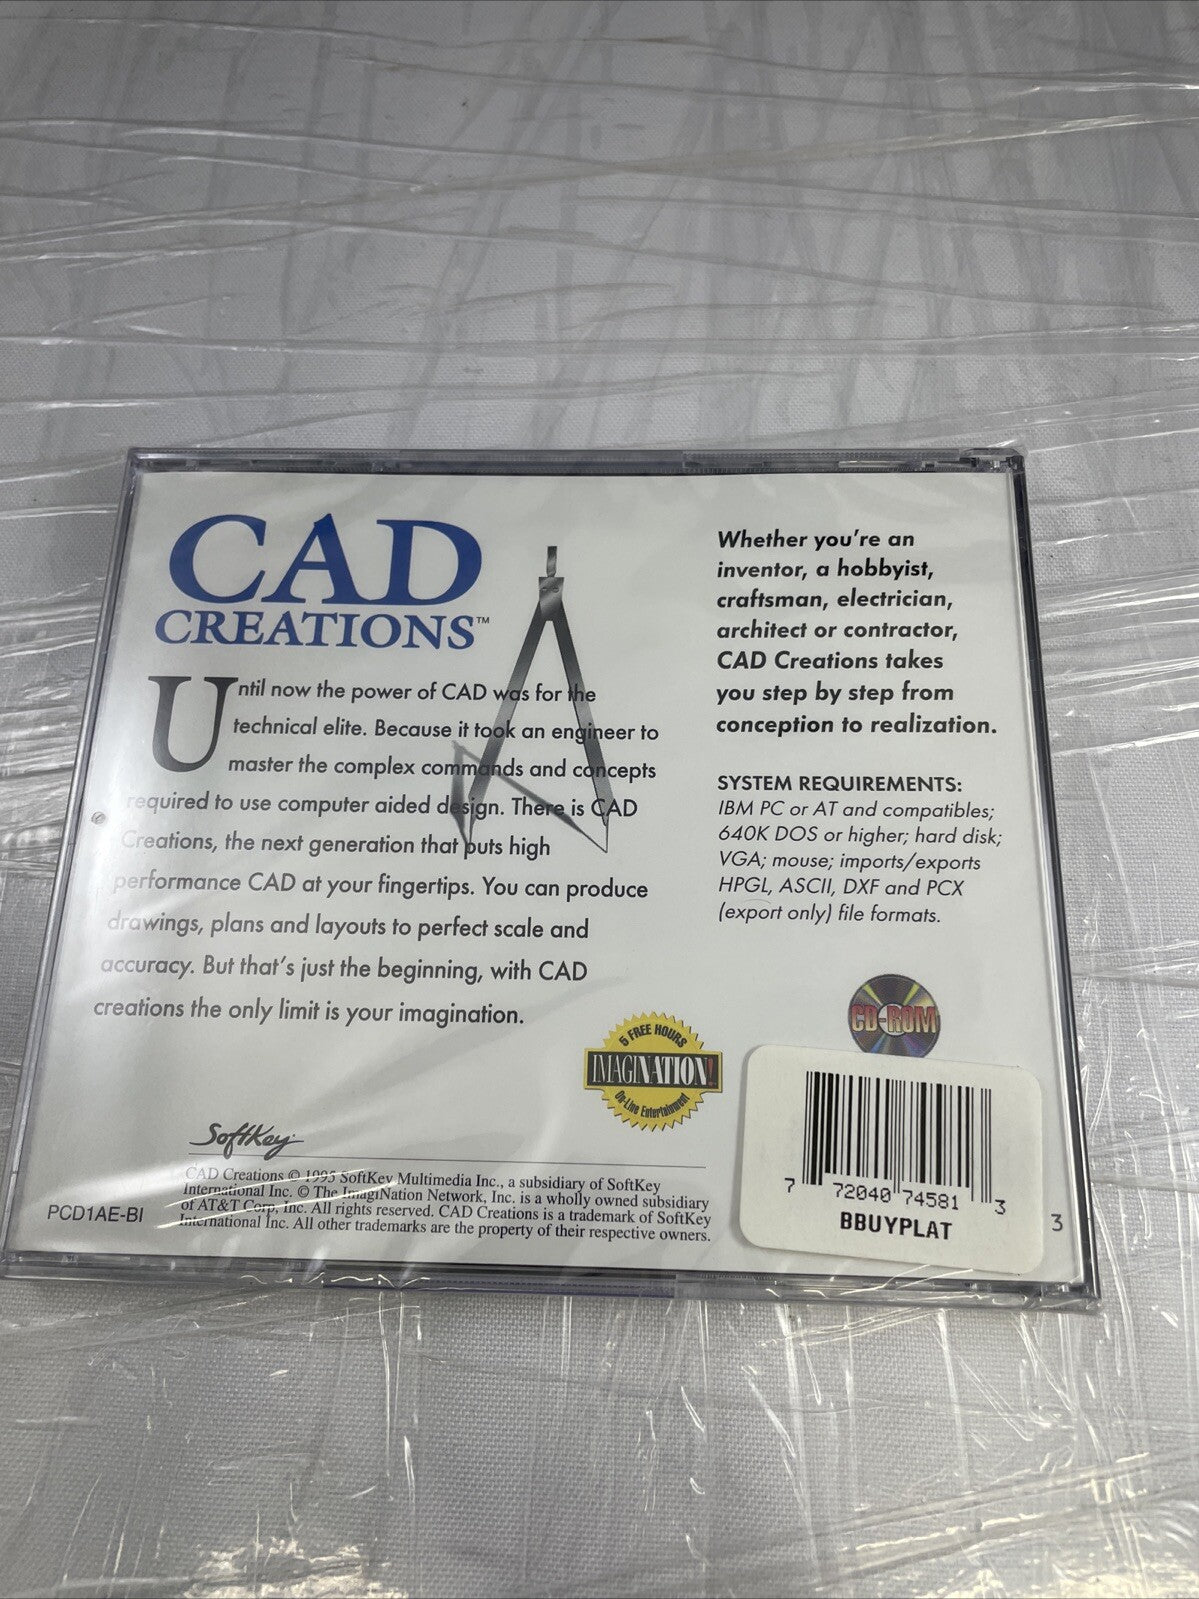 CAD
CREATIONS™
Until now the power of CAD was for the
technical elite. Because it took an engineer to
master the complex commands and concepts
required to use computer aided design. There is CAD
Creations, the next generation that puts high
performance CAD at your fingertips. You can produce
drawings, plans and layouts to perfect scale and
accuracy. But that's just the beginning, with CAD
creations the only limit is your imagination.
Whether you're an
inventor, a hobbyist,
craftsman, electrician,
architect or contractor,
CAD Creations takes
you step by step from
conception to realization.
SYSTEM REQUIREMENTS:
IBM PC or AT and compatibles;
640K DOS or higher; hard disk;
VGA; mouse; imports/exports
HPGL, ASCII, DXF and PCX
(export only) file formats.
CD-ROM
5 FREE HOURS
IMAGINATION!
On-Line Entertainment
SoftKey
CAD Creations © 1995 SoftKey Multimedia Inc., a subsidiary of SoftKey
International Inc. © The ImagiNation Network, Inc. is a wholly owned subsidiary
of AT&T Corp, Inc. All rights reserved. CAD Creations is a trademark of SoftKey
International Inc. All other trademarks are the property of their respective owners.
PCD1AE-BI
7 72040 74581 3
BBUYPLAT
3